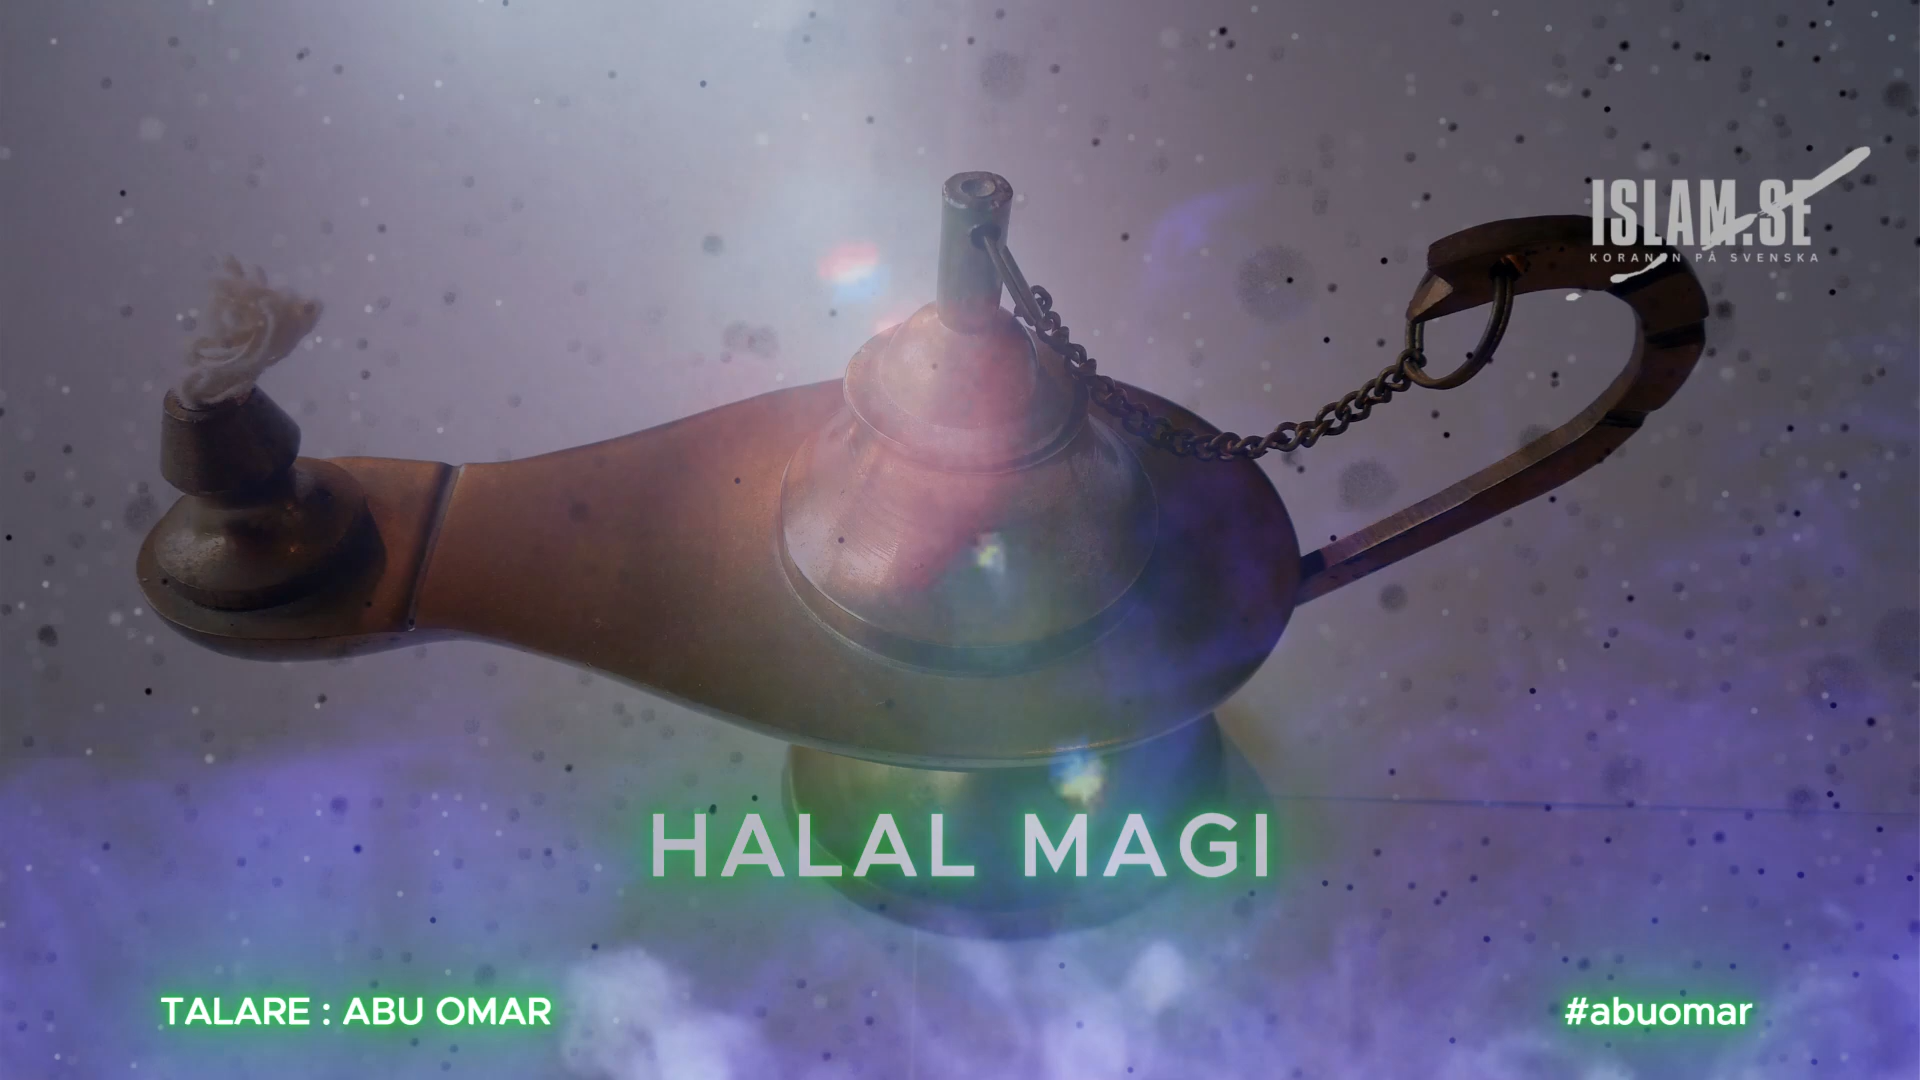 ISLAM.SE
KORANEN PÅ SVENSKA
HALAL MAGI
TALARE : ABU OMAR
#abuomar